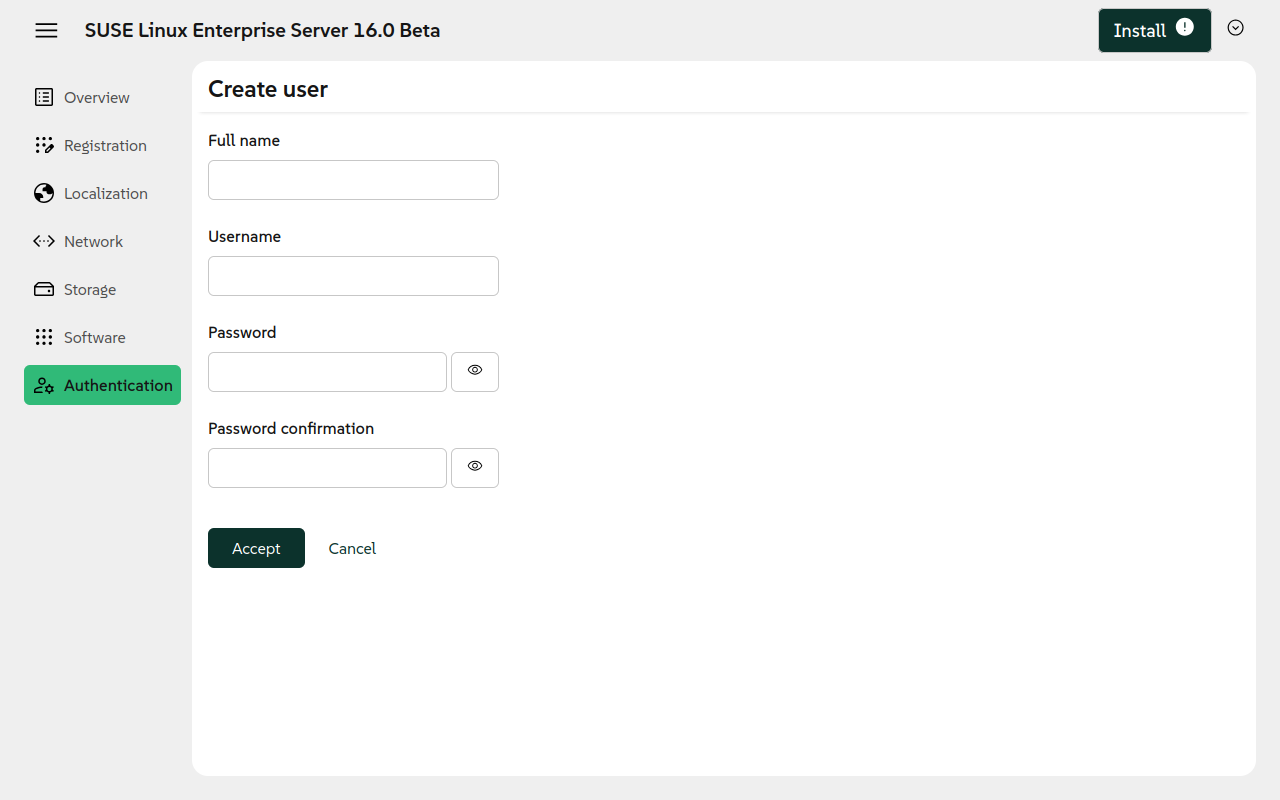 SUSE Linux Enterprise Server 16.0 Beta
Install
Overview
Registration
Localization
Network
Storage
Software
Authentication
Create user
Full name
Username
Password
Password confirmation
Accept Cancel